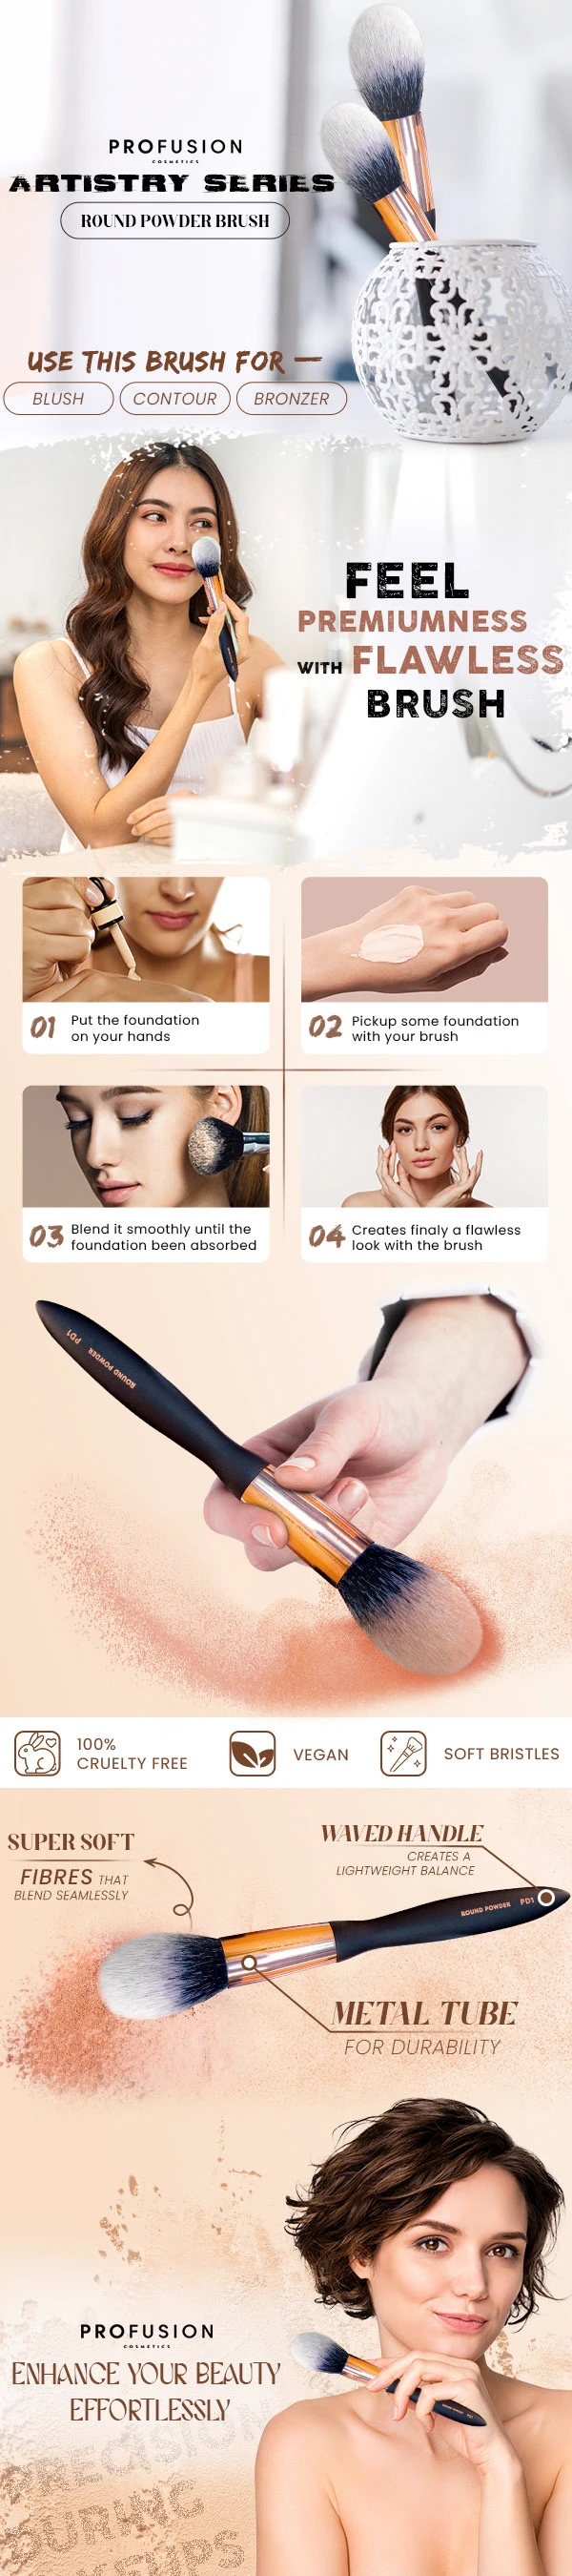 PROFUSION
COSMETICS
ARTISTRY SERIES
ROUND POWDER BRUSH
USE THIS BRUSH FOR —
BLUSH CONTOUR BRONZER
FEEL
PREMIUMNESS
WITH FLAWLESS
BRUSH
01 Put the foundation
on your hands
02 Pickup some foundation
with your brush
03 Blend it smoothly until the
foundation been absorbed
04 Creates finaly a flawless
look with the brush
PD1 ROUND POWDER
100%
CRUELTY FREE
VEGAN
SOFT BRISTLES
SUPER SOFT
FIBRES THAT
BLEND SEAMLESSLY
WAVED HANDLE
CREATES A
LIGHTWEIGHT BALANCE
ROUND POWDER PD1
METAL TUBE
FOR DURABILITY
PROFUSION
COSMETICS
ENHANCE YOUR BEAUTY
EFFORTLESSLY
PRECISION
DURING